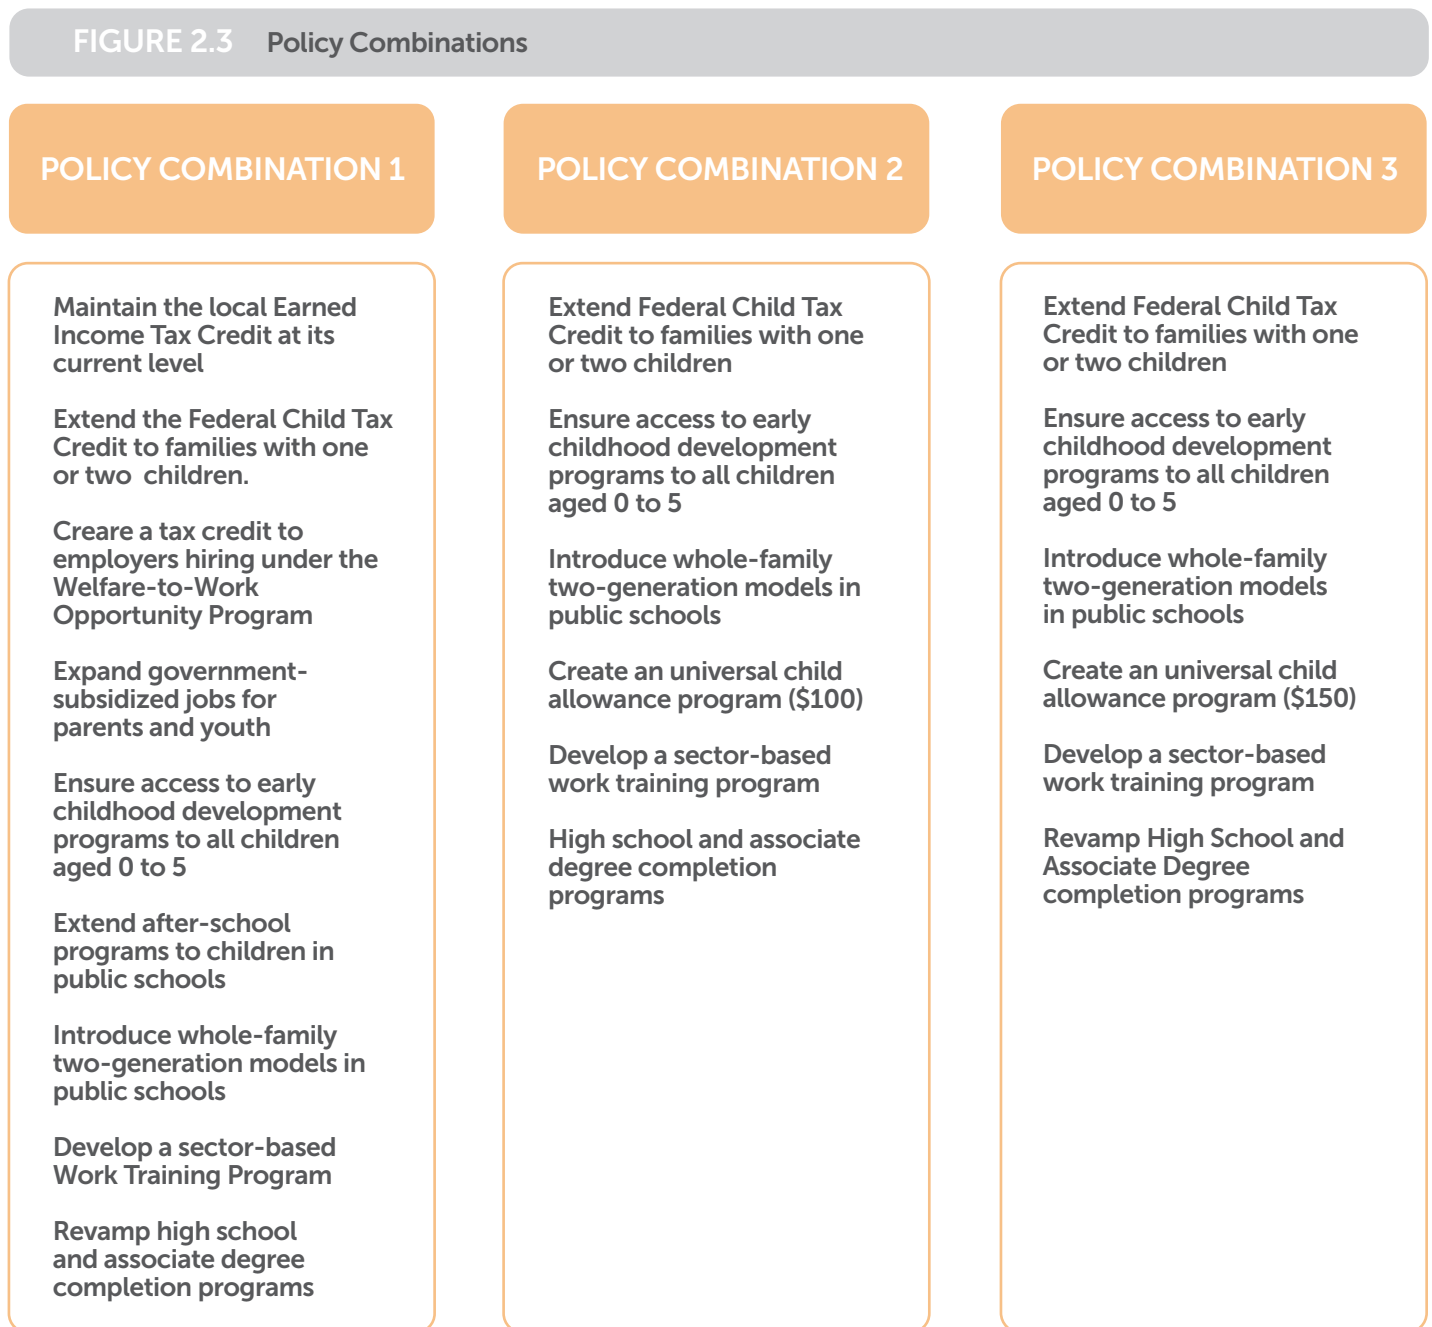 FIGURE 2.3 Policy Combinations
POLICY COMBINATION 1
Maintain the local Earned
Income Tax Credit at its
current level
Extend the Federal Child Tax
Credit to families with one
or two children.
Creare a tax credit to
employers hiring under the
Welfare-to-Work
Opportunity Program
Expand government-
subsidized jobs for
parents and youth
Ensure access to early
childhood development
programs to all children
aged 0 to 5
Extend after-school
programs to children in
public schools
Introduce whole-family
two-generation models in
public schools
Develop a sector-based
Work Training Program
Revamp high school
and associate degree
completion programs
POLICY COMBINATION 2
Extend Federal Child Tax
Credit to families with one
or two children
Ensure access to early
childhood development
programs to all children
aged 0 to 5
Introduce whole-family
two-generation models in
public schools
Create an universal child
allowance program ($100)
Develop a sector-based
work training program
High school and associate
degree completion
programs
POLICY COMBINATION 3
Extend Federal Child Tax
Credit to families with one
or two children
Ensure access to early
childhood development
programs to all children
aged 0 to 5
Introduce whole-family
two-generation models
in public schools
Create an universal child
allowance program ($150)
Develop a sector-based
work training program
Revamp High School and
Associate Degree
completion programs